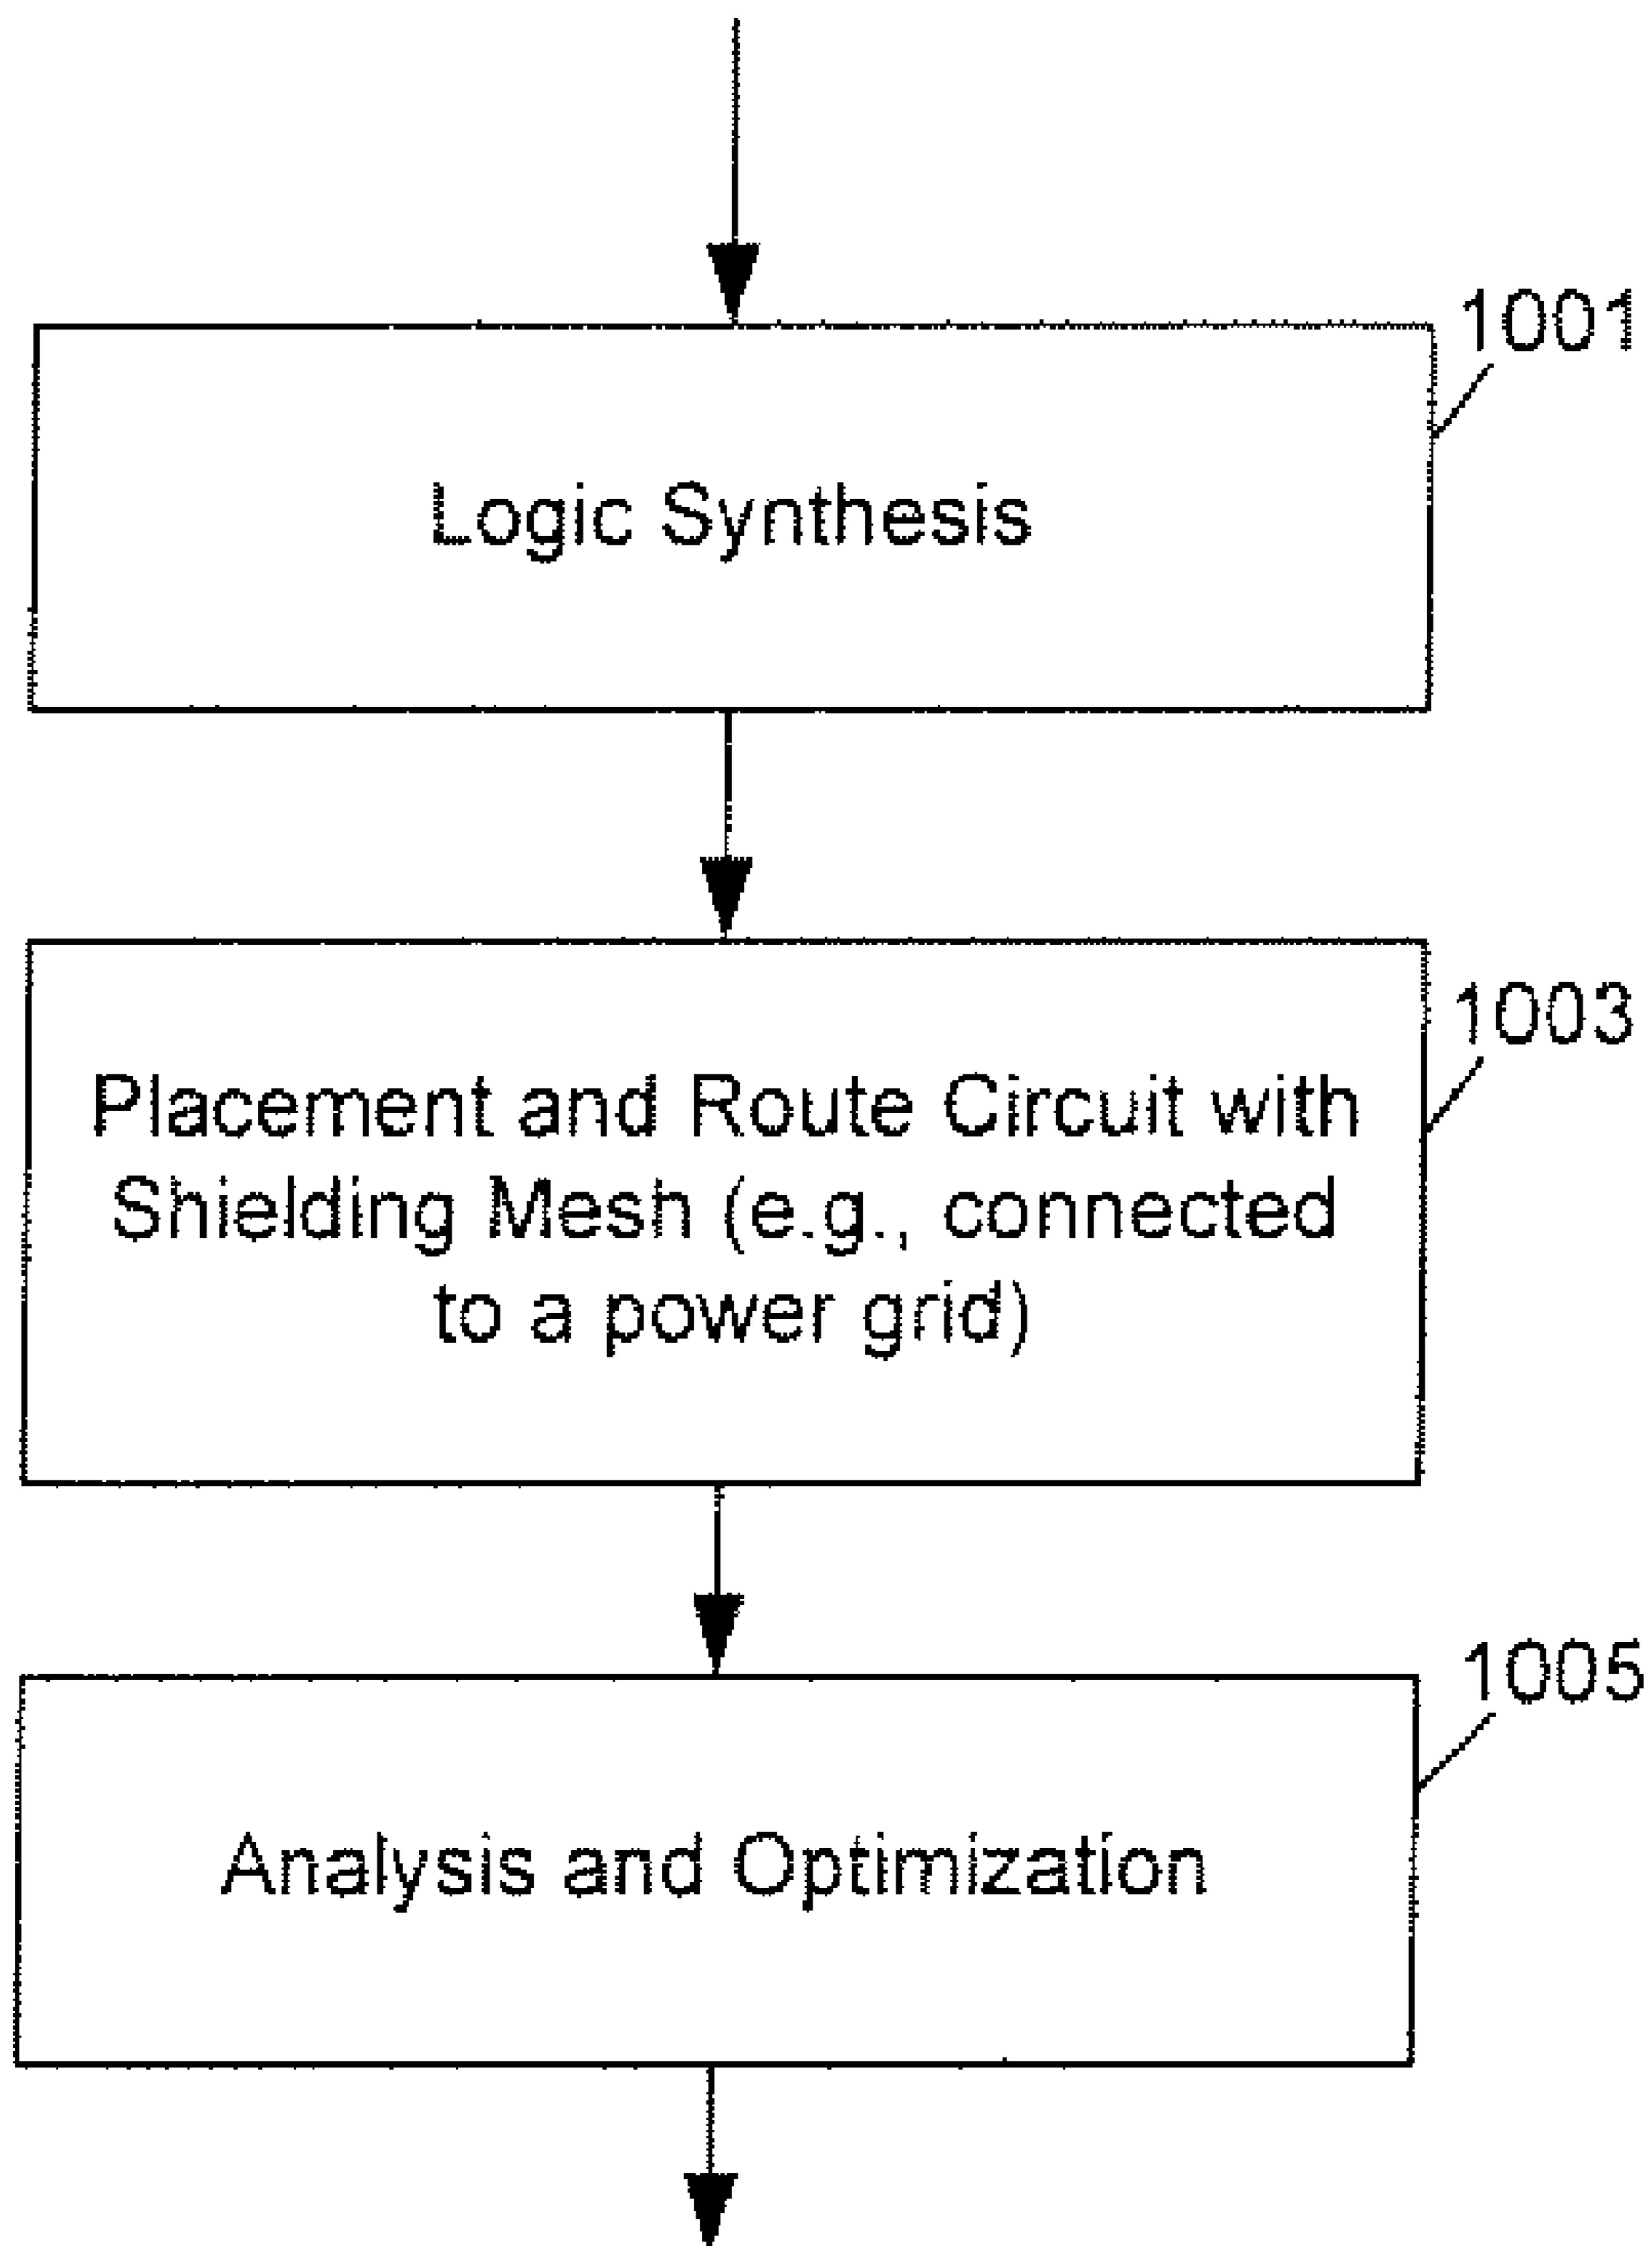 1001
Logic Synthesis
1003
Placement and Route Circuit with
Shielding Mesh (e.g., connected
to a power grid)
1005
Analysis and Optimization